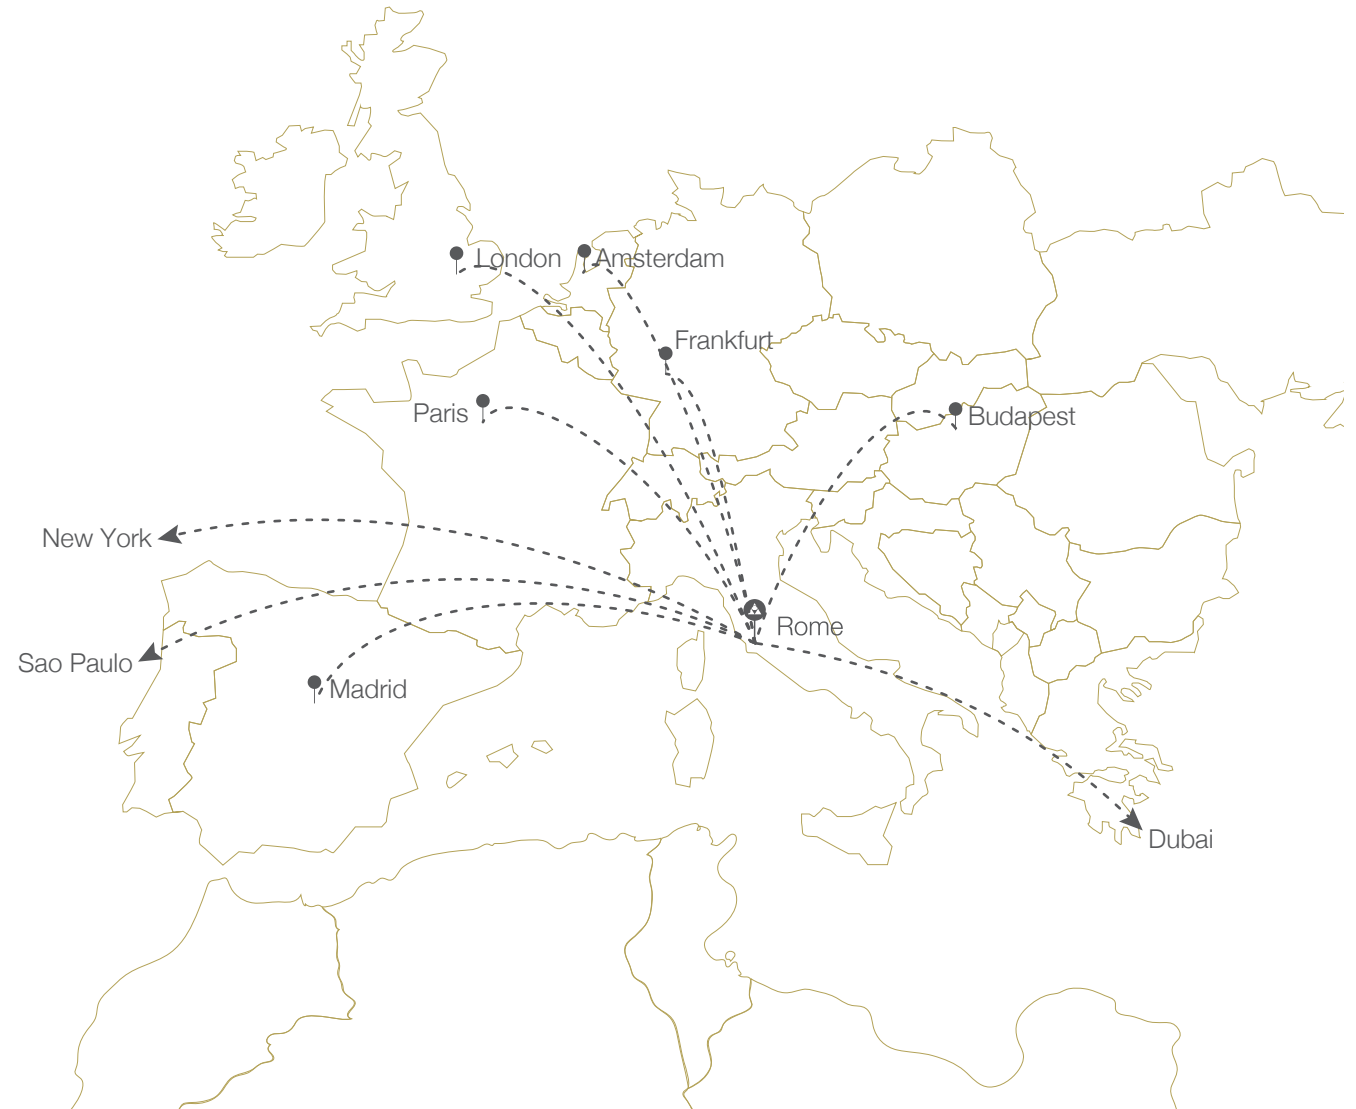 London
Amsterdam
Frankfurt
Paris
Budapest
New York
Rome
Sao Paulo
Madrid
Dubai